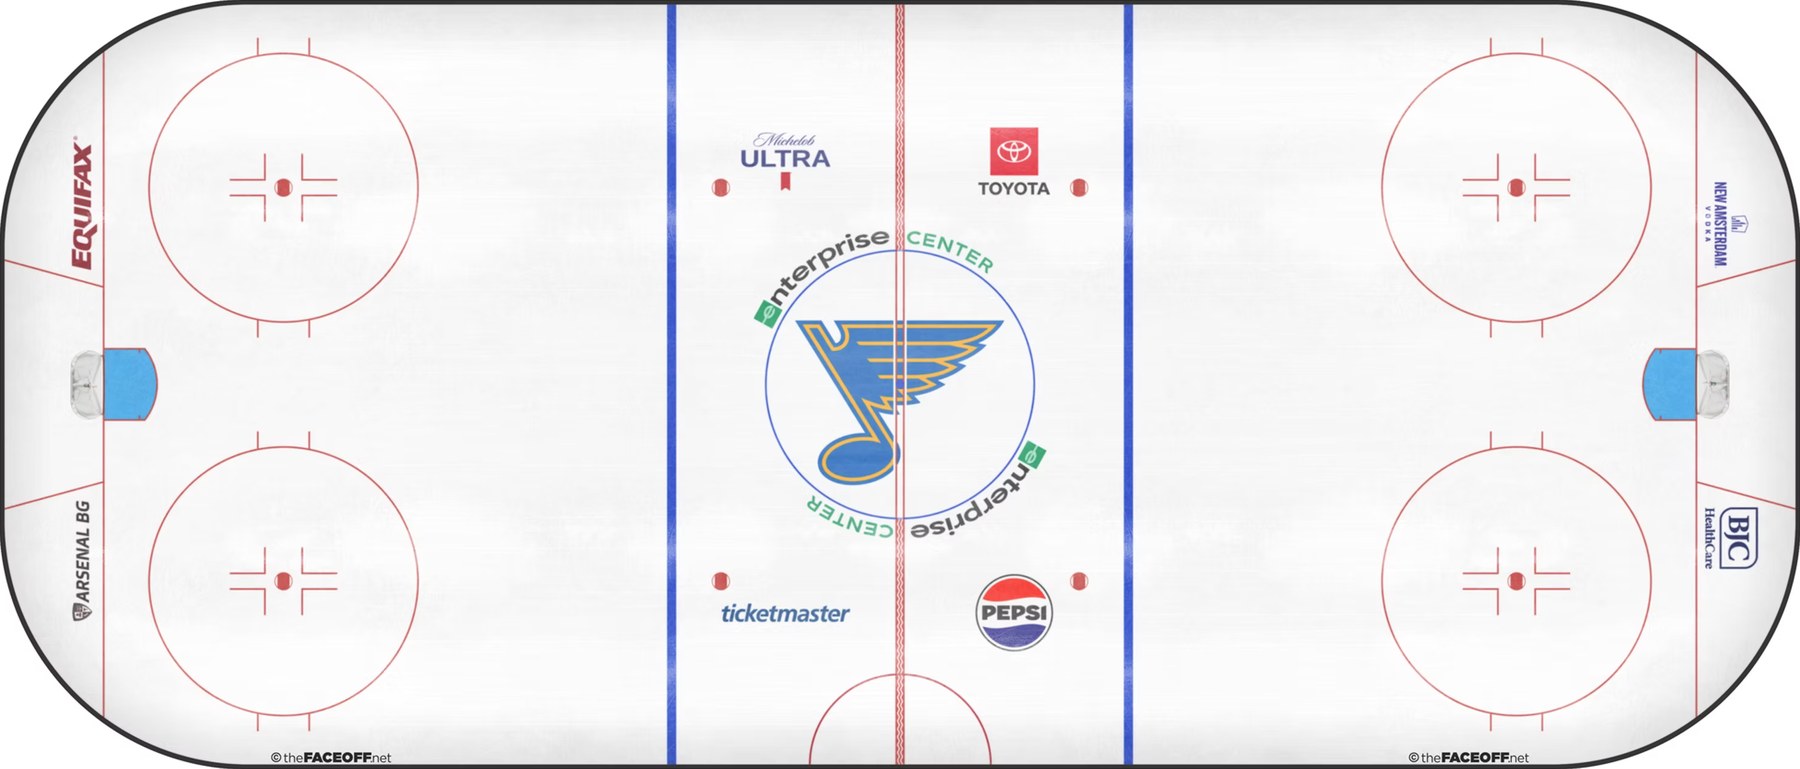 Michelob
ULTRA
TOYOTA
EQUIFAX®
NEW AMSTERDAM
VODKA
enterprise CENTER
enterprise CENTER
ARSENAL BG
BJC
HealthCare
ticketmaster
PEPSI
©theFACEOFF.net
©theFACEOFF.net